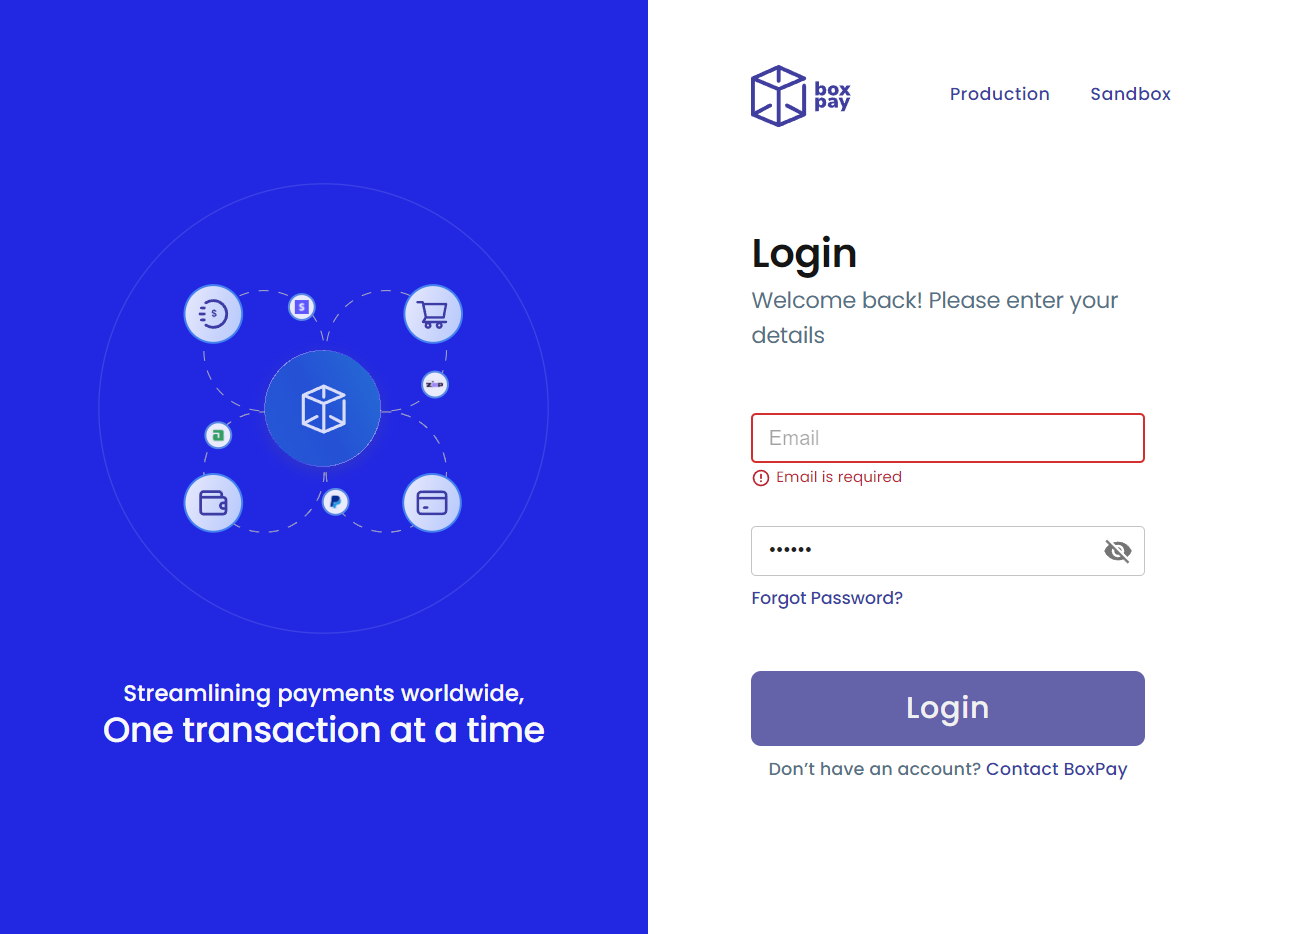 box
pay
Production
Sandbox
Login
Welcome back! Please enter your
details
Email
Email is required
••••••
Forgot Password?
Login
Don’t have an account? Contact BoxPay
$
$
zip
Streamlining payments worldwide,
One transaction at a time